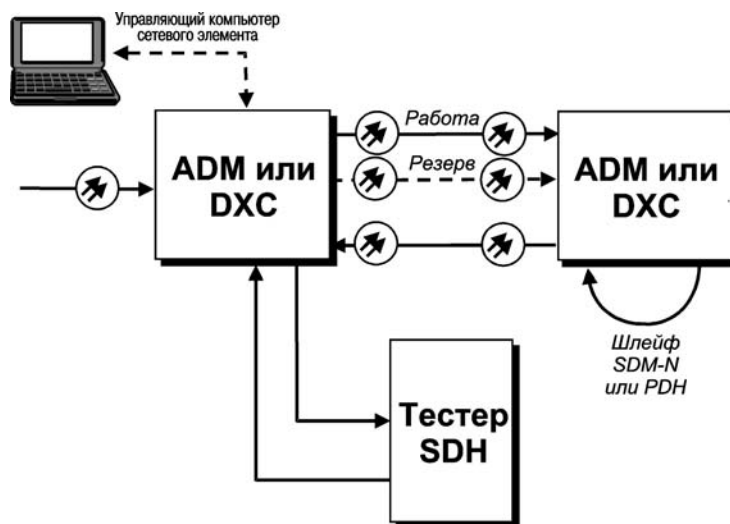 Управляющий компьютер
сетевого элемента
Работа
Резерв
ADM или
DXC
ADM или
DXC
Шлейф
SDM-N
или PDH
Тестер
SDH